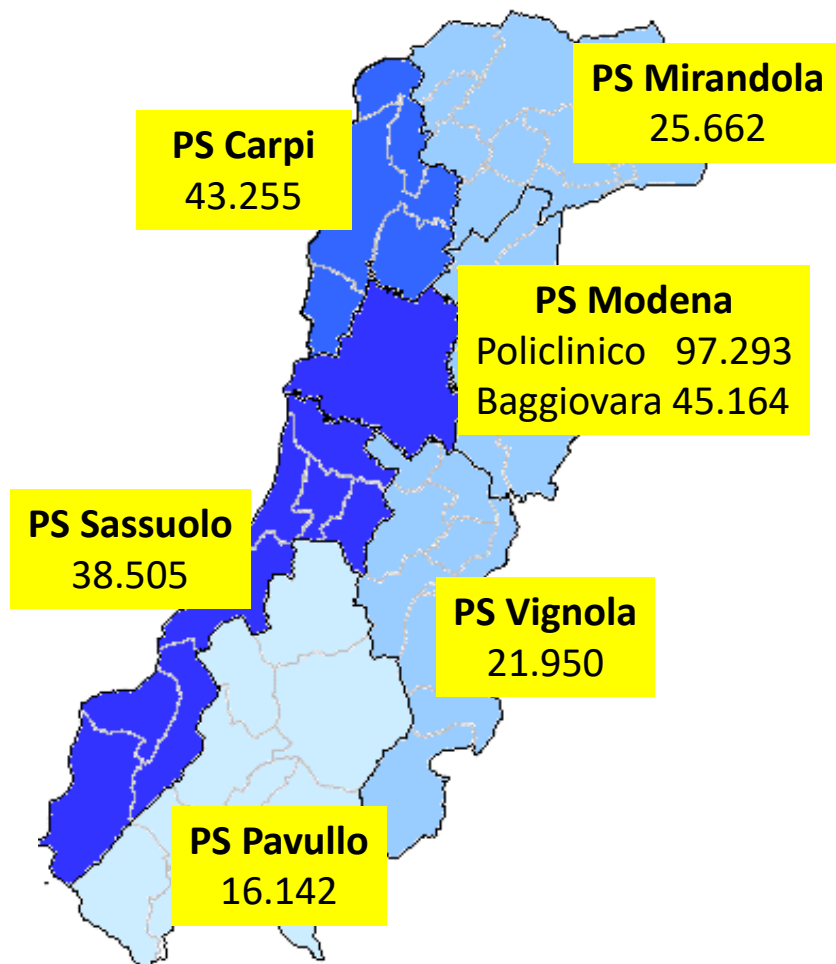 PS Mirandola
25.662
PS Carpi
43.255
PS Modena
Policlinico 97.293
Baggiovara 45.164
PS Sassuolo
38.505
PS Vignola
21.950
PS Pavullo
16.142